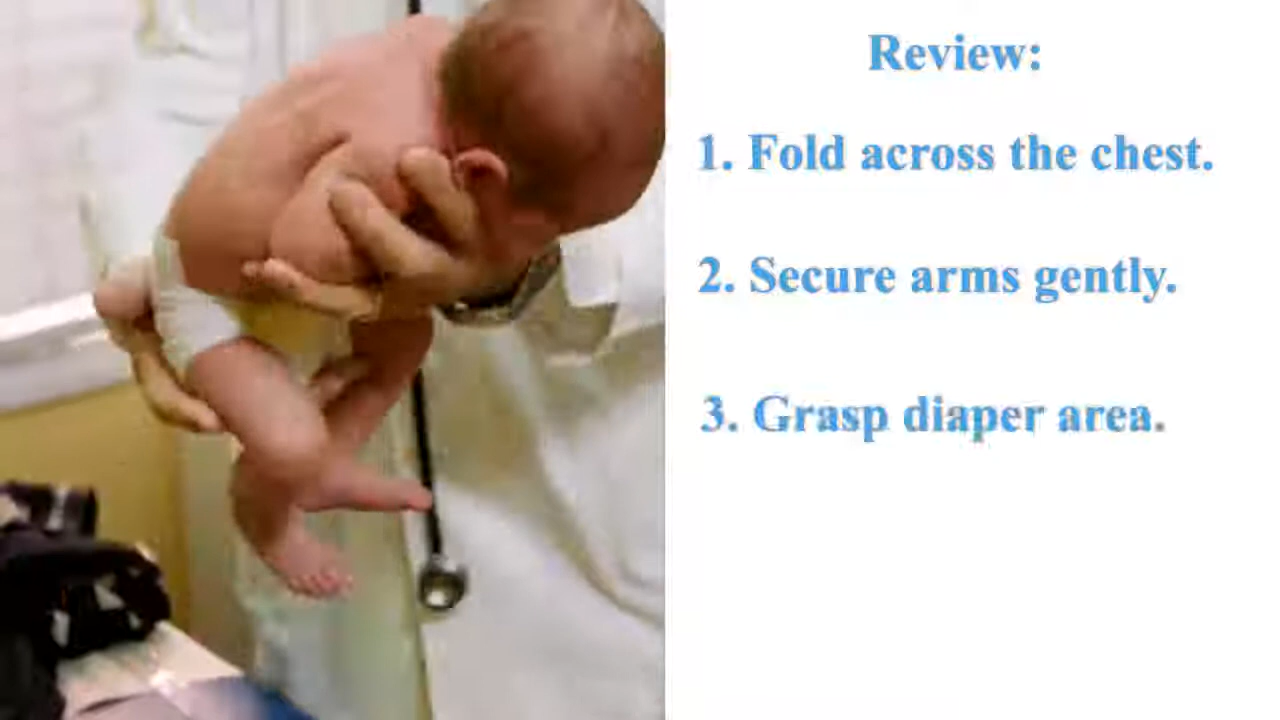 Review:
1. Fold across the chest.
2. Secure arms gently.
3. Grasp diaper area.